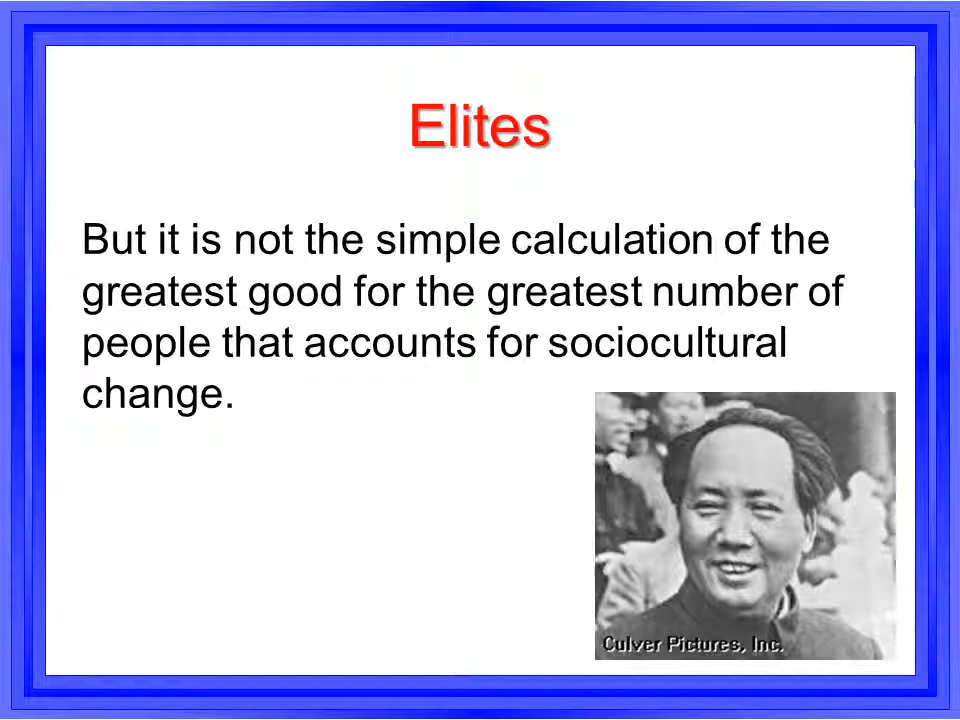 Elites
But it is not the simple calculation of the
greatest good for the greatest number of
people that accounts for sociocultural
change.
Culver Pictures, Inc.